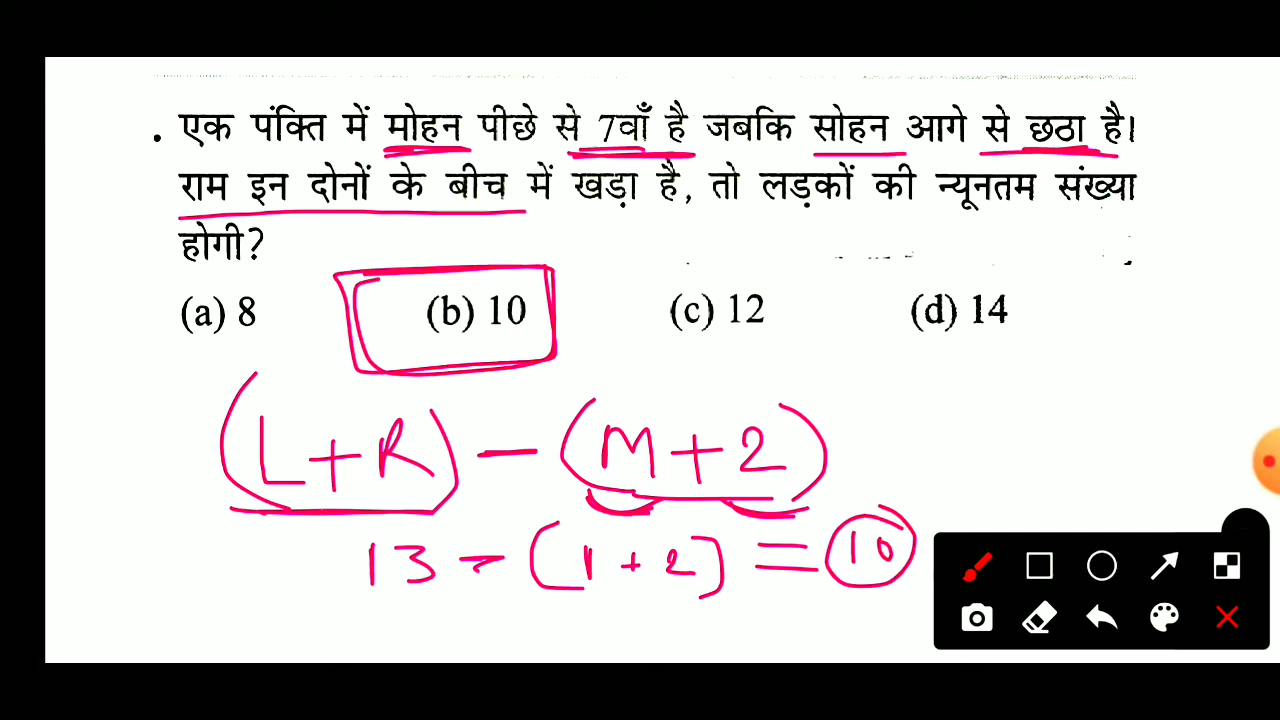 . एक पंक्ति में मोहन पीछे से 7वाँ है जबकि सोहन आगे से छठा है।
राम इन दोनों के बीच में खड़ा है, तो लड़कों की न्यूनतम संख्या
होगी?
(a) 8 (b) 10 (c) 12 (d) 14
(L+R) - (M+2)
13 - (1+2) = 10